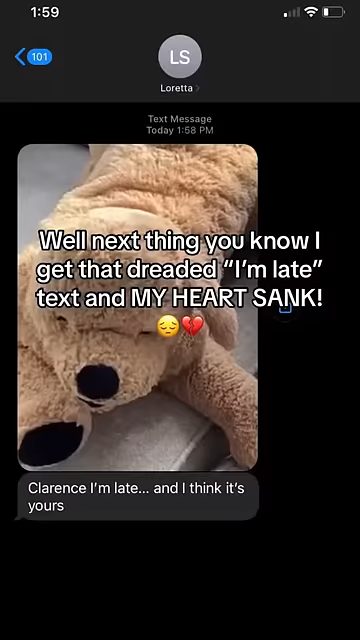 1:59
101
LS
Loretta
Text Message
Today 1:58 PM
Well next thing you know I
get that dreaded “I’m late”
text and MY HEART SANK!
😔💔
Clarence I’m late... and I think it’s
yours